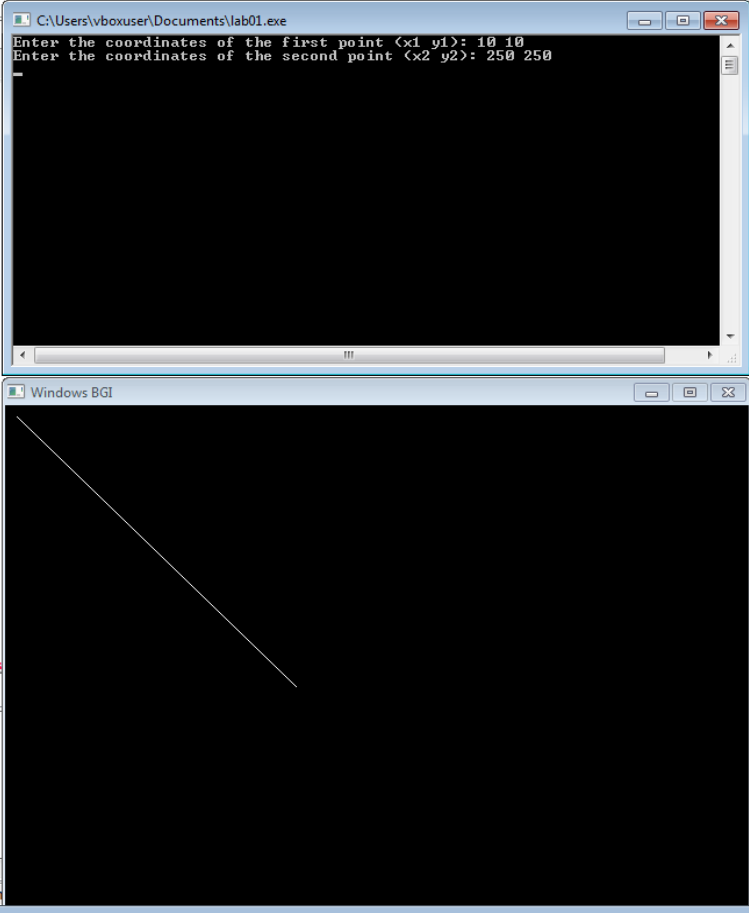 C:\Users\vboxuser\Documents\lab01.exe
Enter the coordinates of the first point (x1 y1): 10 10
Enter the coordinates of the second point (x2 y2): 250 250
Windows BGI